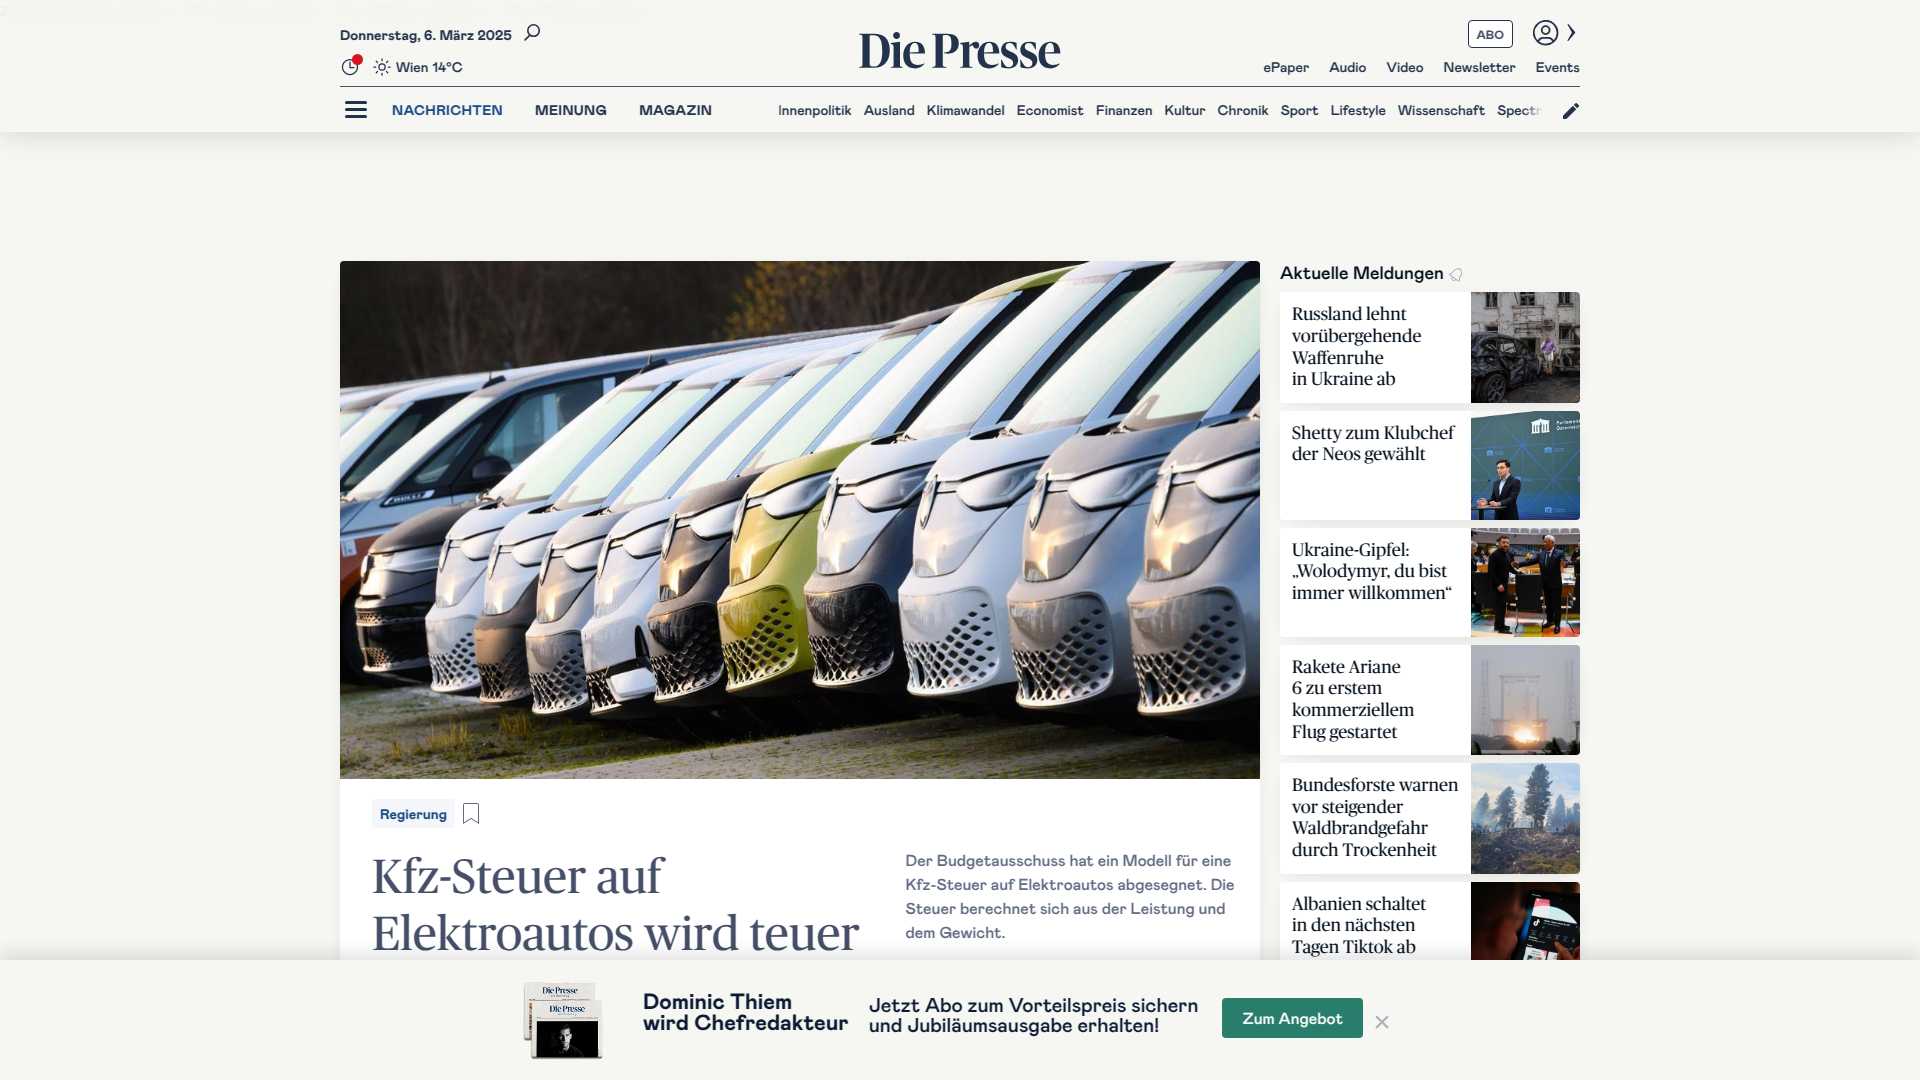 Donnerstag, 6. März 2025
Die Presse
ABO
Wien 14°C
ePaper Audio Video Newsletter Events
NACHRICHTEN MEINUNG MAGAZIN
Innenpolitik Ausland Klimawandel Economist Finanzen Kultur Chronik Sport Lifestyle Wissenschaft Spectr
Aktuelle Meldungen
Russland lehnt
vorübergehende
Waffenruhe
in Ukraine ab
Shetty zum Klubchef
der Neos gewählt
Ukraine-Gipfel:
„Wolodymyr, du bist
immer willkommen“
Rakete Ariane
6 zu erstem
kommerziellem
Flug gestartet
Bundesforste warnen
vor steigender
Waldbrandgefahr
durch Trockenheit
Albanien schaltet
in den nächsten
Tagen Tiktok ab
Regierung
Kfz-Steuer auf
Elektroautos wird teuer
Der Budgetausschuss hat ein Modell für eine
Kfz-Steuer auf Elektroautos abgesegnet. Die
Steuer berechnet sich aus der Leistung und
dem Gewicht.
Die Presse
Die Presse
Dominic Thiem
wird Chefredakteur
Jetzt Abo zum Vorteilspreis sichern
und Jubiläumsausgabe erhalten!
Zum Angebot